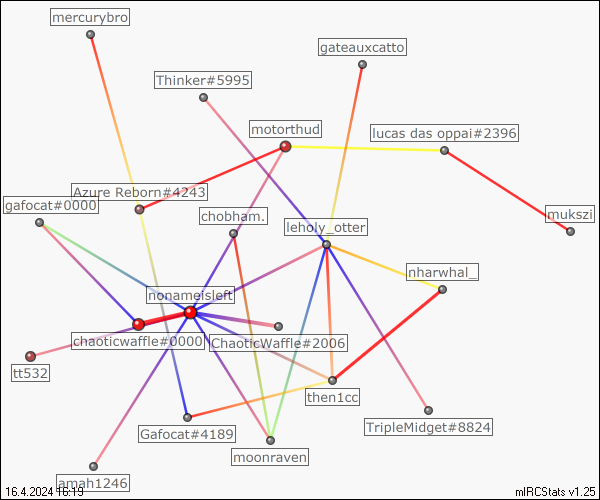 mercurybro
gateauxcatto
Thinker#5995
motorthud
lucas das oppai#2396
Azure Reborn#4243
gafocat#0000
chobham.
mukszi
leholy_otter
nharwhal_.
nonameisleft
chaoticwaffle#0000
ChaoticWaffle#2006
tt532
then1cc
Gafocat#4189
TripleMidget#8824
moonraven
amah1246
16.4.2024 16:19
mIRCStats v1.25